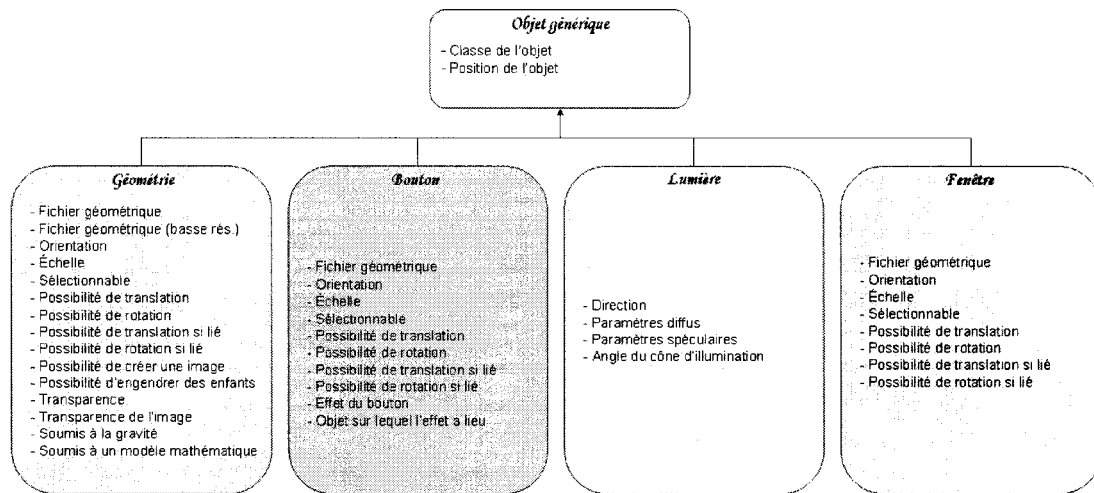 Objet générique
- Classe de l'objet
- Position de l'objet
Géométrie
- Fichier géométrique
- Fichier géométrique (basse rés.)
- Orientation
- Échelle
- Sélectionnable
- Possibilité de translation
- Possibilité de rotation
- Possibilité de translation si lié
- Possibilité de rotation si lié
- Possibilité de créer une image
- Possibilité d'engendrer des enfants
- Transparence
- Transparence de l'image
- Soumis à la gravité
- Soumis à un modèle mathématique
Bouton
- Fichier géométrique
- Orientation
- Échelle
- Sélectionnable
- Possibilité de translation
- Possibilité de rotation
- Possibilité de translation si lié
- Possibilité de rotation si lié
- Effet du bouton
- Objet sur lequel l'effet a lieu
Lumière
- Direction
- Paramètres diffus
- Paramètres spéculaires
- Angle du cône d'illumination
Fenêtre
- Fichier géométrique
- Orientation
- Échelle
- Sélectionnable
- Possibilité de translation
- Possibilité de rotation
- Possibilité de translation si lié
- Possibilité de rotation si lié